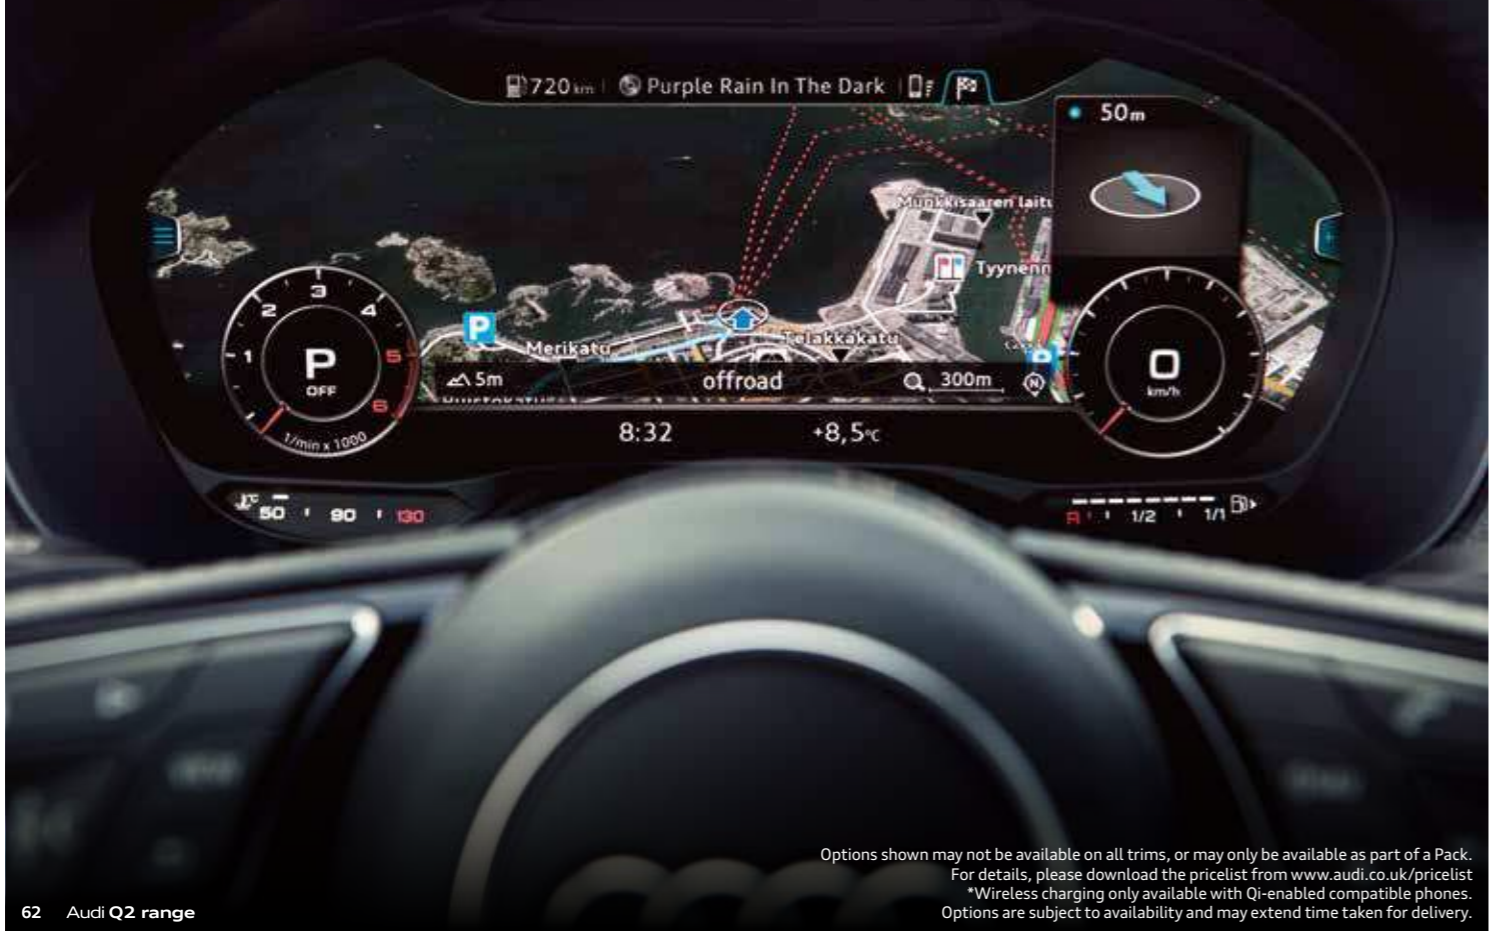 720 km Purple Rain In The Dark
50m
Munkkisaaren laitu
Tyynenn
P
Merikatu
Telakkakatu
P
1 2 3 4 5 6
P
OFF
1/min x 1000
0
km/h
5m offroad 300m N
8:32 +8,5°C
°C
50 90 130
R 1/2 1/1
VIEW
Options shown may not be available on all trims, or may only be available as part of a Pack.
For details, please download the pricelist from www.audi.co.uk/pricelist
*Wireless charging only available with Qi-enabled compatible phones.
Options are subject to availability and may extend time taken for delivery.
62 Audi Q2 range